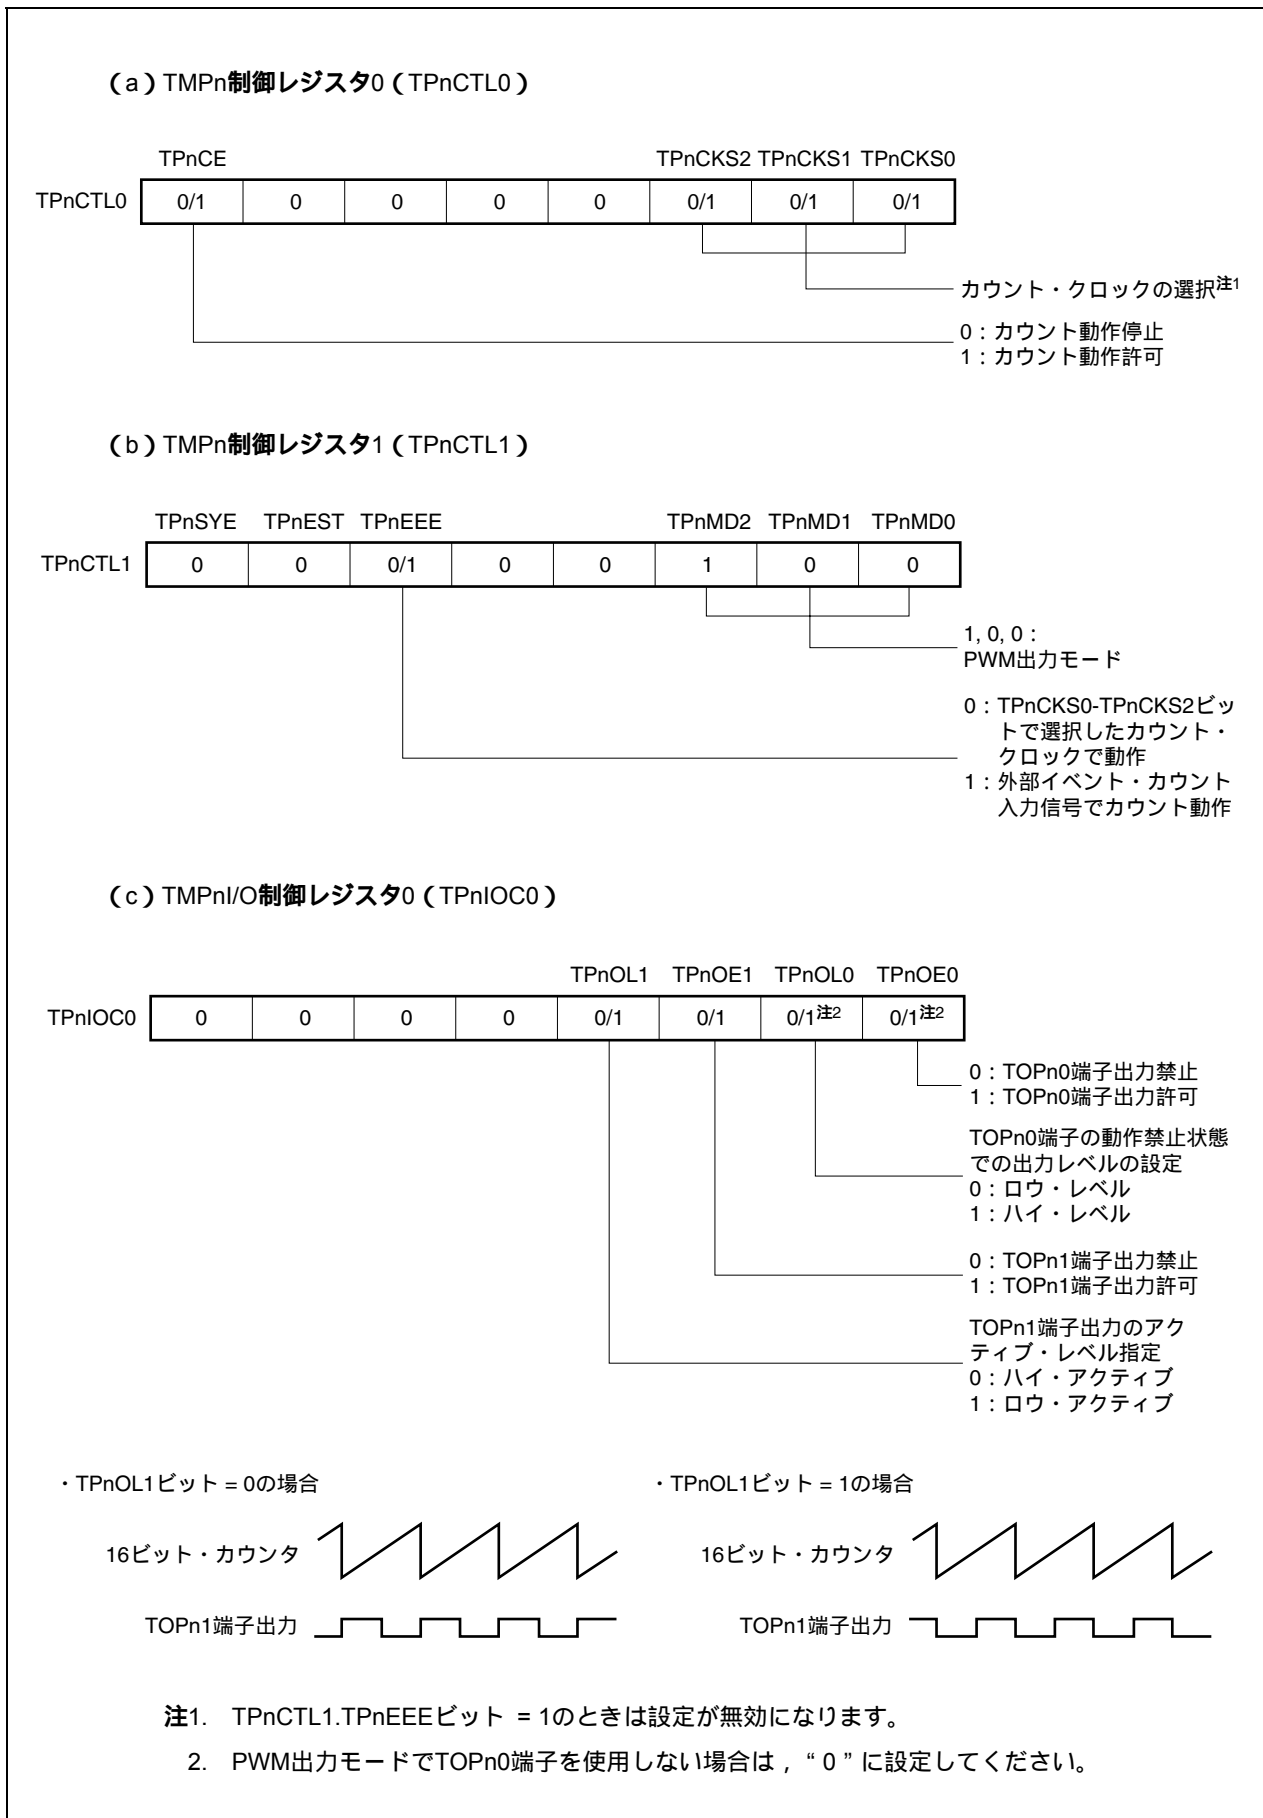 （a）TMPn制御レジスタ0（TPnCTL0）
TPnCE TPnCKS2 TPnCKS1 TPnCKS0
TPnCTL0 0/1 0 0 0 0 0/1 0/1 0/1
カウント・クロックの選択注1
0：カウント動作停止
1：カウント動作許可
（b）TMPn制御レジスタ1（TPnCTL1）
TPnSYE TPnEST TPnEEE TPnMD2 TPnMD1 TPnMD0
TPnCTL1 0 0 0/1 0 0 1 0 0
1, 0, 0：
PWM出力モード
0：TPnCKS0-TPnCKS2ビッ
トで選択したカウント・
クロックで動作
1：外部イベント・カウント
入力信号でカウント動作
（c）TMPnI/O制御レジスタ0（TPnIOC0）
TPnOL1 TPnOE1 TPnOL0 TPnOE0
TPnIOC0 0 0 0 0 0/1 0/1 0/1注2 0/1注2
0：TOPn0端子出力禁止
1：TOPn0端子出力許可
TOPn0端子の動作禁止状態
での出力レベルの設定
0：ロウ・レベル
1：ハイ・レベル
0：TOPn1端子出力禁止
1：TOPn1端子出力許可
TOPn1端子出力のアク
ティブ・レベル指定
0：ハイ・アクティブ
1：ロウ・アクティブ
・TPnOL1ビット = 0の場合 ・TPnOL1ビット = 1の場合
16ビット・カウンタ 16ビット・カウンタ
TOPn1端子出力 TOPn1端子出力
注1. TPnCTL1.TPnEEEビット = 1のときは設定が無効になります。
2. PWM出力モードでTOPn0端子を使用しない場合は，“0”に設定してください。